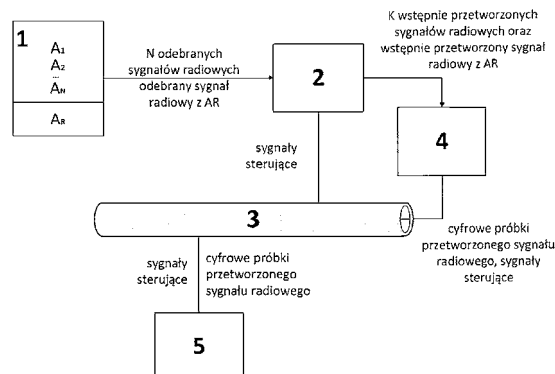 1
A1
A2
...
AN
AR
N odebranych
sygnałów radiowych
odebrany sygnał
radiowy z AR
2
K wstępnie przetworzonych
sygnałów radiowych oraz
wstępnie przetworzony sygnał
radiowy z AR
4
sygnały
sterujące
3
cyfrowe próbki
przetworzonego sygnału
radiowego, sygnały
sterujące
sygnały
sterujące
cyfrowe próbki
przetworzonego
sygnału radiowego
5